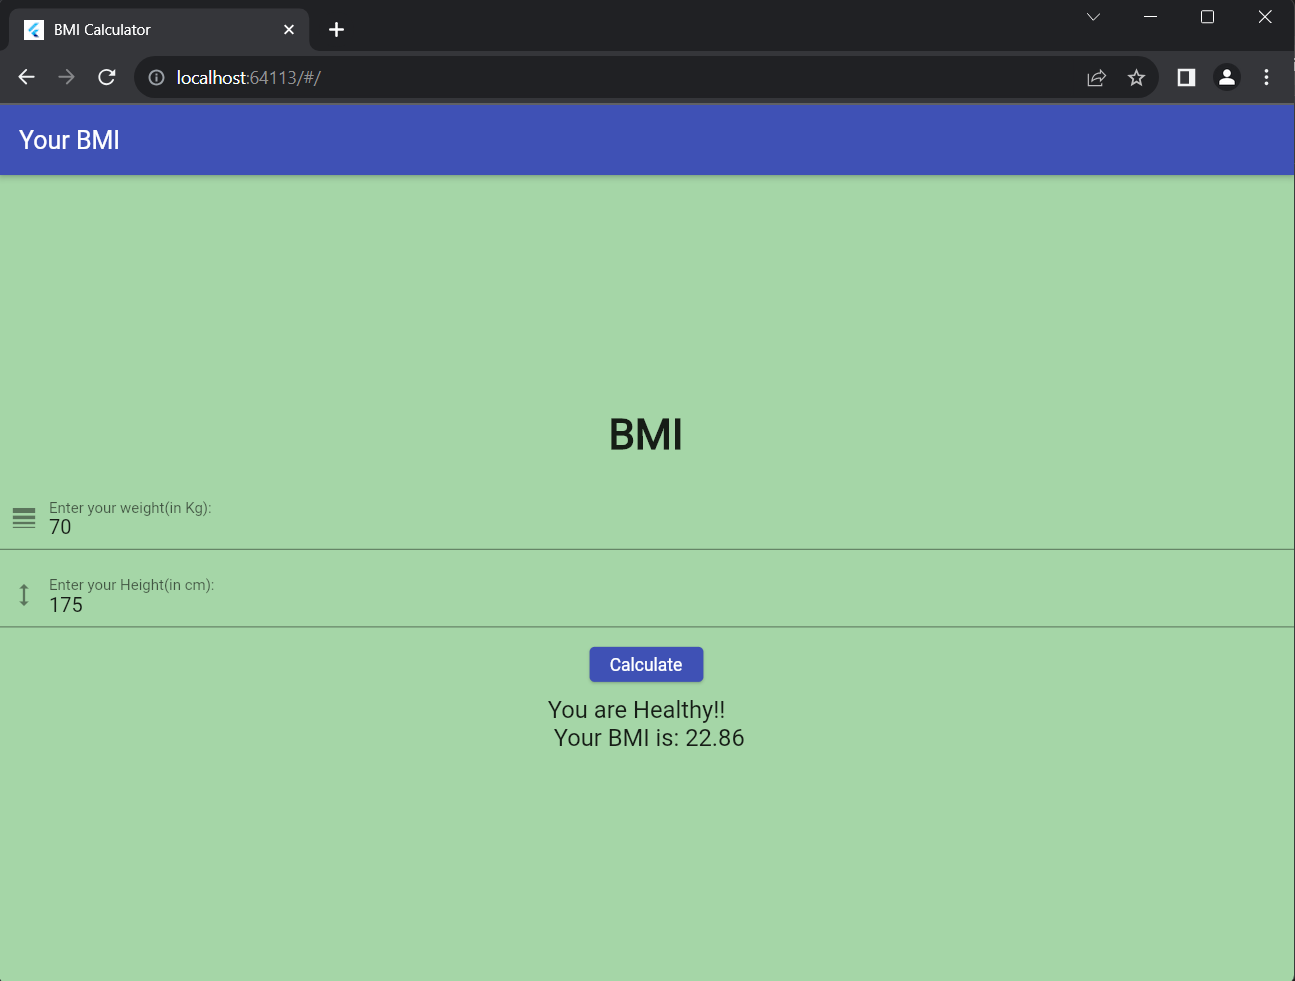 BMI Calculator
localhost:64113/#/
Your BMI
BMI
Enter your weight(in Kg):
70
Enter your Height(in cm):
175
Calculate
You are Healthy!!
Your BMI is: 22.86